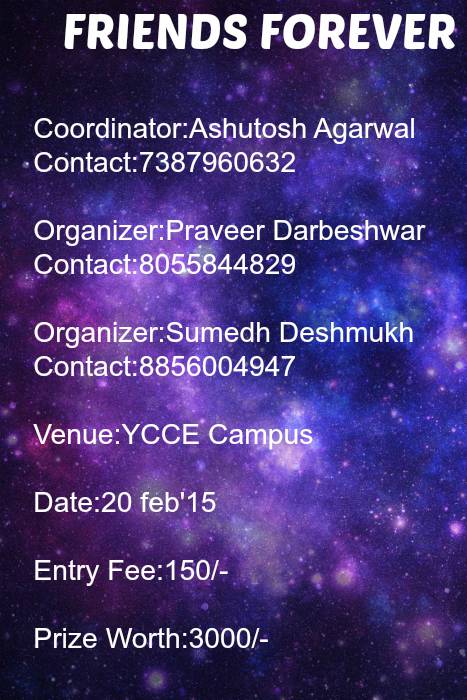 FRIENDS FOREVER
Coordinator:Ashutosh Agarwal
Contact:7387960632
Organizer:Praveer Darbeshwar
Contact:8055844829
Organizer:Sumedh Deshmukh
Contact:8856004947
Venue:YCCE Campus
Date:20 feb'15
Entry Fee:150/-
Prize Worth:3000/-